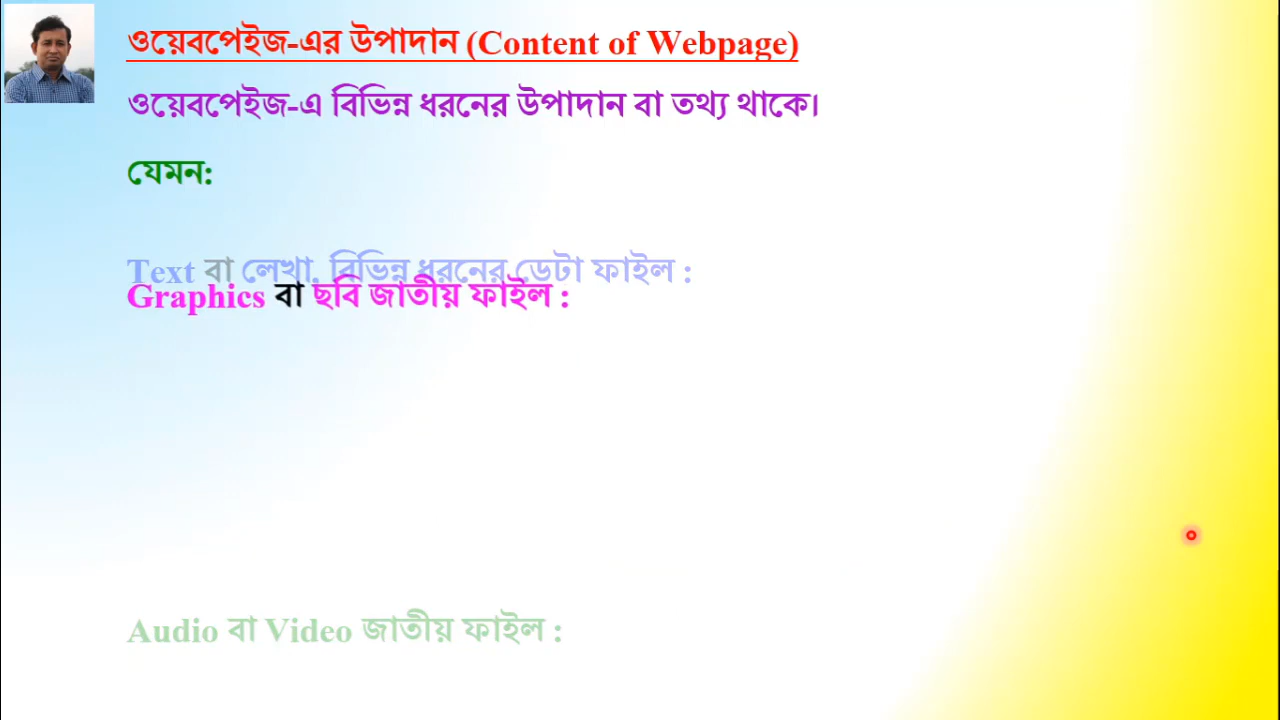 ওয়েবপেইজ-এর উপাদান (Content of Webpage)
ওয়েবপেইজ-এ বিভিন্ন ধরনের উপাদান বা তথ্য থাকে।
যেমন:
Text বা লেখা, বিভিন্ন ধরনের ডেটা ফাইল :
Graphics বা ছবি জাতীয় ফাইল :
Audio বা Video জাতীয় ফাইল :